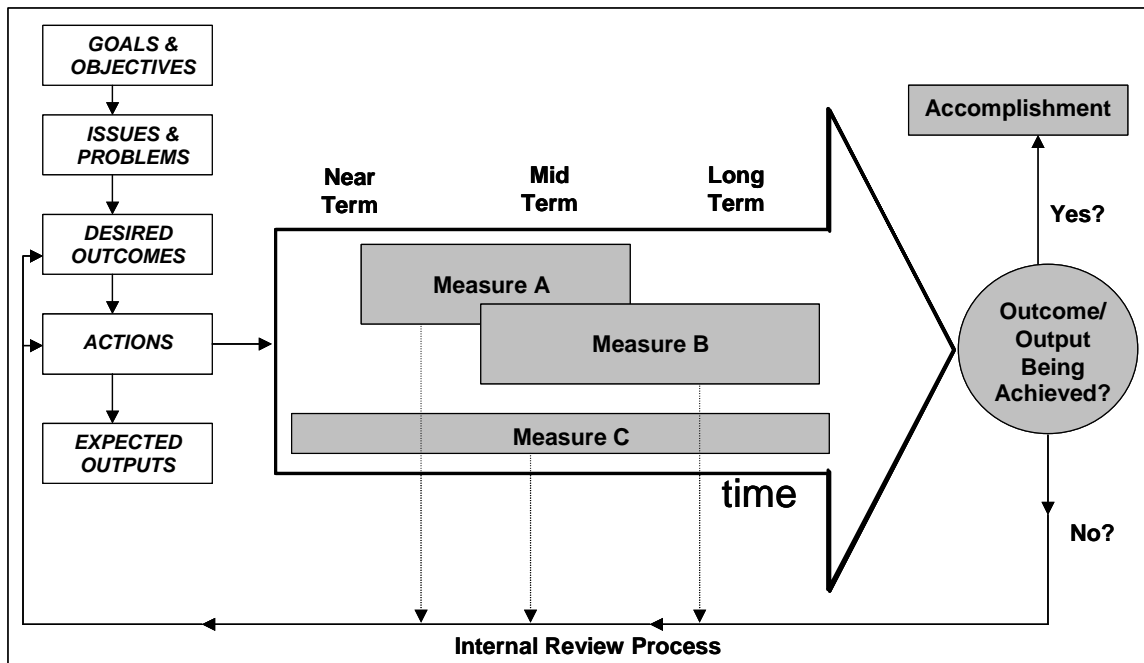 GOALS &
OBJECTIVES
ISSUES &
PROBLEMS
DESIRED
OUTCOMES
ACTIONS
EXPECTED
OUTPUTS
Near
Term
Mid
Term
Long
Term
Measure A
Measure B
Measure C
time
Accomplishment
Yes?
Outcome/
Output
Being
Achieved?
No?
Internal Review Process